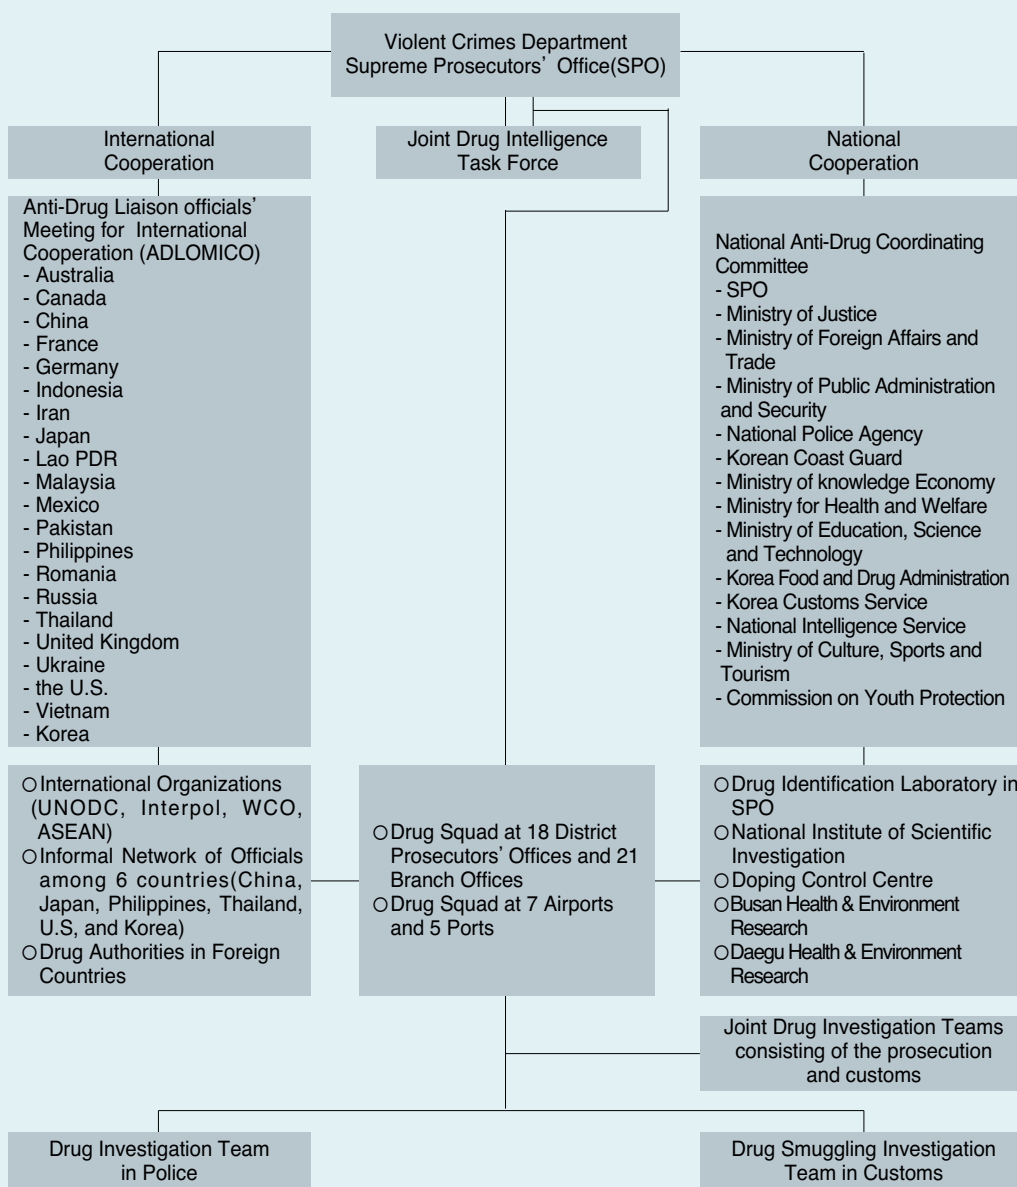 Violent Crimes Department
Supreme Prosecutors' Office(SPO)
International
Cooperation
Joint Drug Intelligence
Task Force
National
Cooperation
Anti-Drug Liaison officials'
Meeting for International
Cooperation (ADLOMICO)
- Australia
- Canada
- China
- France
- Germany
- Indonesia
- Iran
- Japan
- Lao PDR
- Malaysia
- Mexico
- Pakistan
- Philippines
- Romania
- Russia
- Thailand
- United Kingdom
- Ukraine
- the U.S.
- Vietnam
- Korea
National Anti-Drug Coordinating
Committee
- SPO
- Ministry of Justice
- Ministry of Foreign Affairs and
Trade
- Ministry of Public Administration
and Security
- National Police Agency
- Korean Coast Guard
- Ministry of knowledge Economy
- Ministry for Health and Welfare
- Ministry of Education, Science
and Technology
- Korea Food and Drug Administration
- Korea Customs Service
- National Intelligence Service
- Ministry of Culture, Sports and
Tourism
- Commission on Youth Protection
○ International Organizations
(UNODC, Interpol, WCO,
ASEAN)
○ Informal Network of Officials
among 6 countries(China,
Japan, Philippines, Thailand,
U.S, and Korea)
○ Drug Authorities in Foreign
Countries
○ Drug Squad at 18 District
Prosecutors' Offices and 21
Branch Offices
○ Drug Squad at 7 Airports
and 5 Ports
○ Drug Identification Laboratory in
SPO
○ National Institute of Scientific
Investigation
○ Doping Control Centre
○ Busan Health & Environment
Research
○ Daegu Health & Environment
Research
Joint Drug Investigation Teams
consisting of the prosecution
and customs
Drug Investigation Team
in Police
Drug Smuggling Investigation
Team in Customs